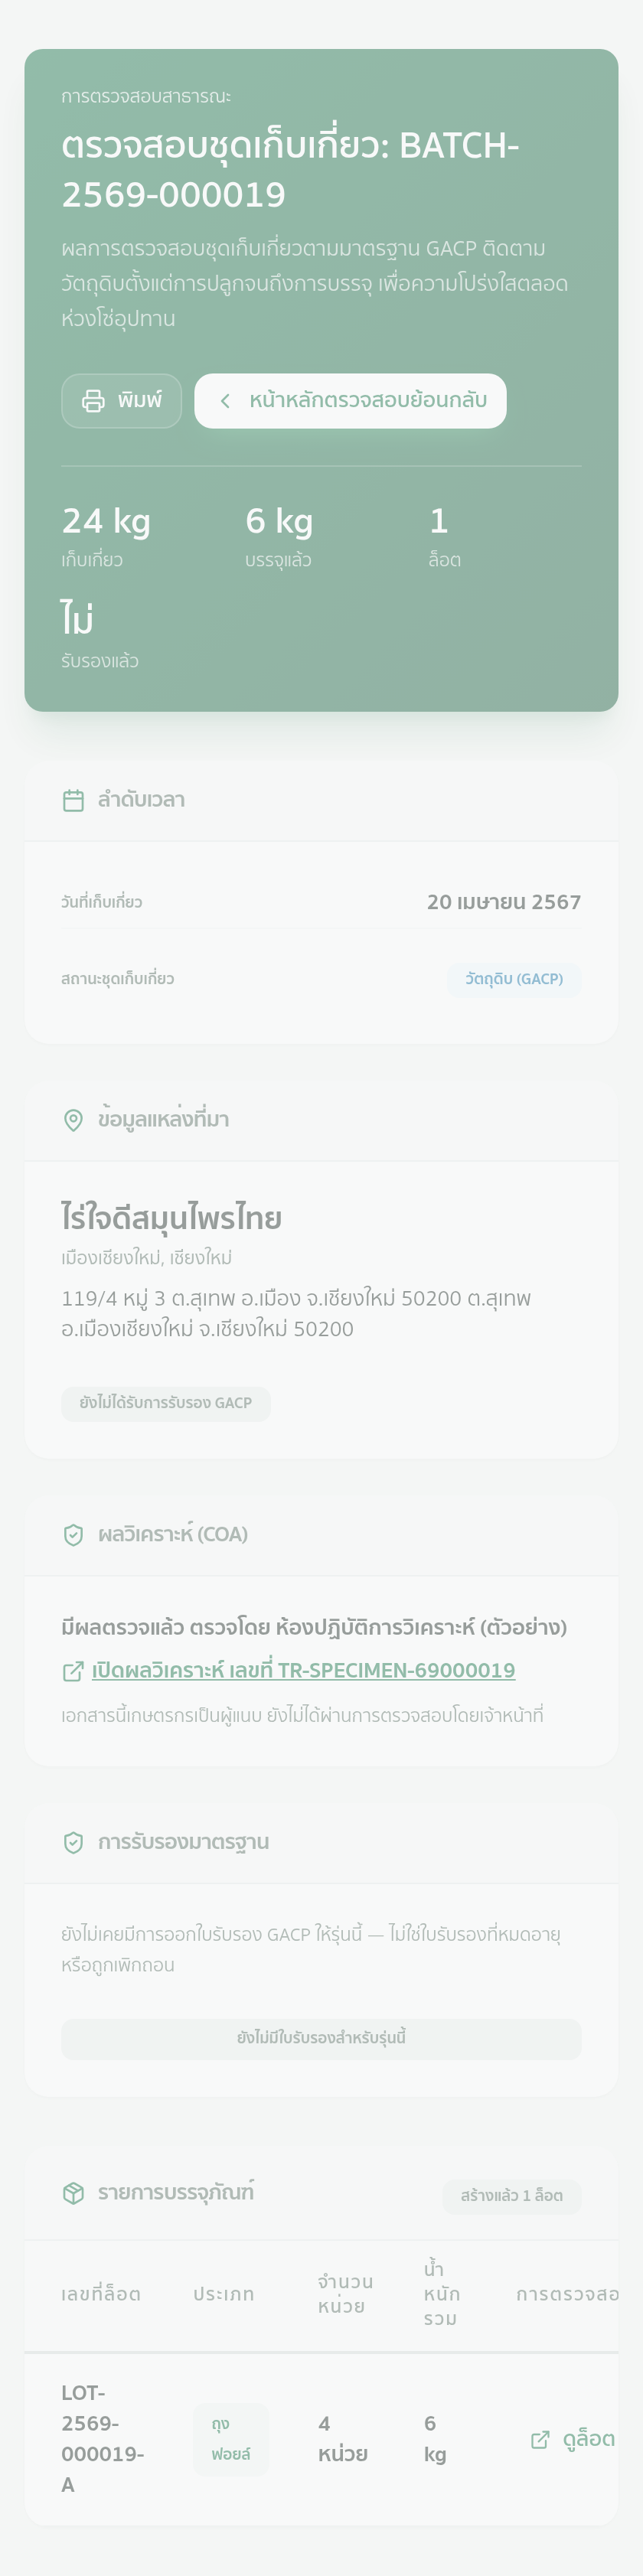 การตรวจสอบสาธารณะ
ตรวจสอบชุดเก็บเกี่ยว: BATCH-
2569-000019
ผลการตรวจสอบชุดเก็บเกี่ยวตามมาตรฐาน GACP ติดตาม
วัตถุดิบตั้งแต่การปลูกจนถึงการบรรจุ เพื่อความโปร่งใสตลอด
ห่วงโซ่อุปทาน
พิมพ์ หน้าหลักตรวจสอบย้อนกลับ
24 kg 6 kg 1
เก็บเกี่ยว บรรจุแล้ว ล็อต
ไม่
รับรองแล้ว
ลำดับเวลา
วันที่เก็บเกี่ยว 20 เมษายน 2567
สถานะชุดเก็บเกี่ยว วัตถุดิบ (GACP)
ข้อมูลแหล่งที่มา
ไร่ใจดีสมุนไพรไทย
เมืองเชียงใหม่, เชียงใหม่
119/4 หมู่ 3 ต.สุเทพ อ.เมือง จ.เชียงใหม่ 50200 ต.สุเทพ
อ.เมืองเชียงใหม่ จ.เชียงใหม่ 50200
ยังไม่ได้รับการรับรอง GACP
ผลวิเคราะห์ (COA)
มีผลตรวจแล้ว ตรวจโดย ห้องปฏิบัติการวิเคราะห์ (ตัวอย่าง)
เปิดผลวิเคราะห์ เลขที่ TR-SPECIMEN-69000019
เอกสารนี้เกษตรกรเป็นผู้แนบ ยังไม่ได้ผ่านการตรวจสอบโดยเจ้าหน้าที่
การรับรองมาตรฐาน
ยังไม่เคยมีการออกใบรับรอง GACP ให้รุ่นนี้ — ไม่ใช่ใบรับรองที่หมดอายุ
หรือถูกเพิกถอน
ยังไม่มีใบรับรองสำหรับรุ่นนี้
รายการบรรจุภัณฑ์ สร้างแล้ว 1 ล็อต
เลขที่ล็อต ประเภท จำนวน
หน่วย น้ำ
หนัก
รวม การตรวจสอ
LOT-
2569-
000019-
A ถุง
ฟอยล์ 4
หน่วย 6
kg ดูล็อต